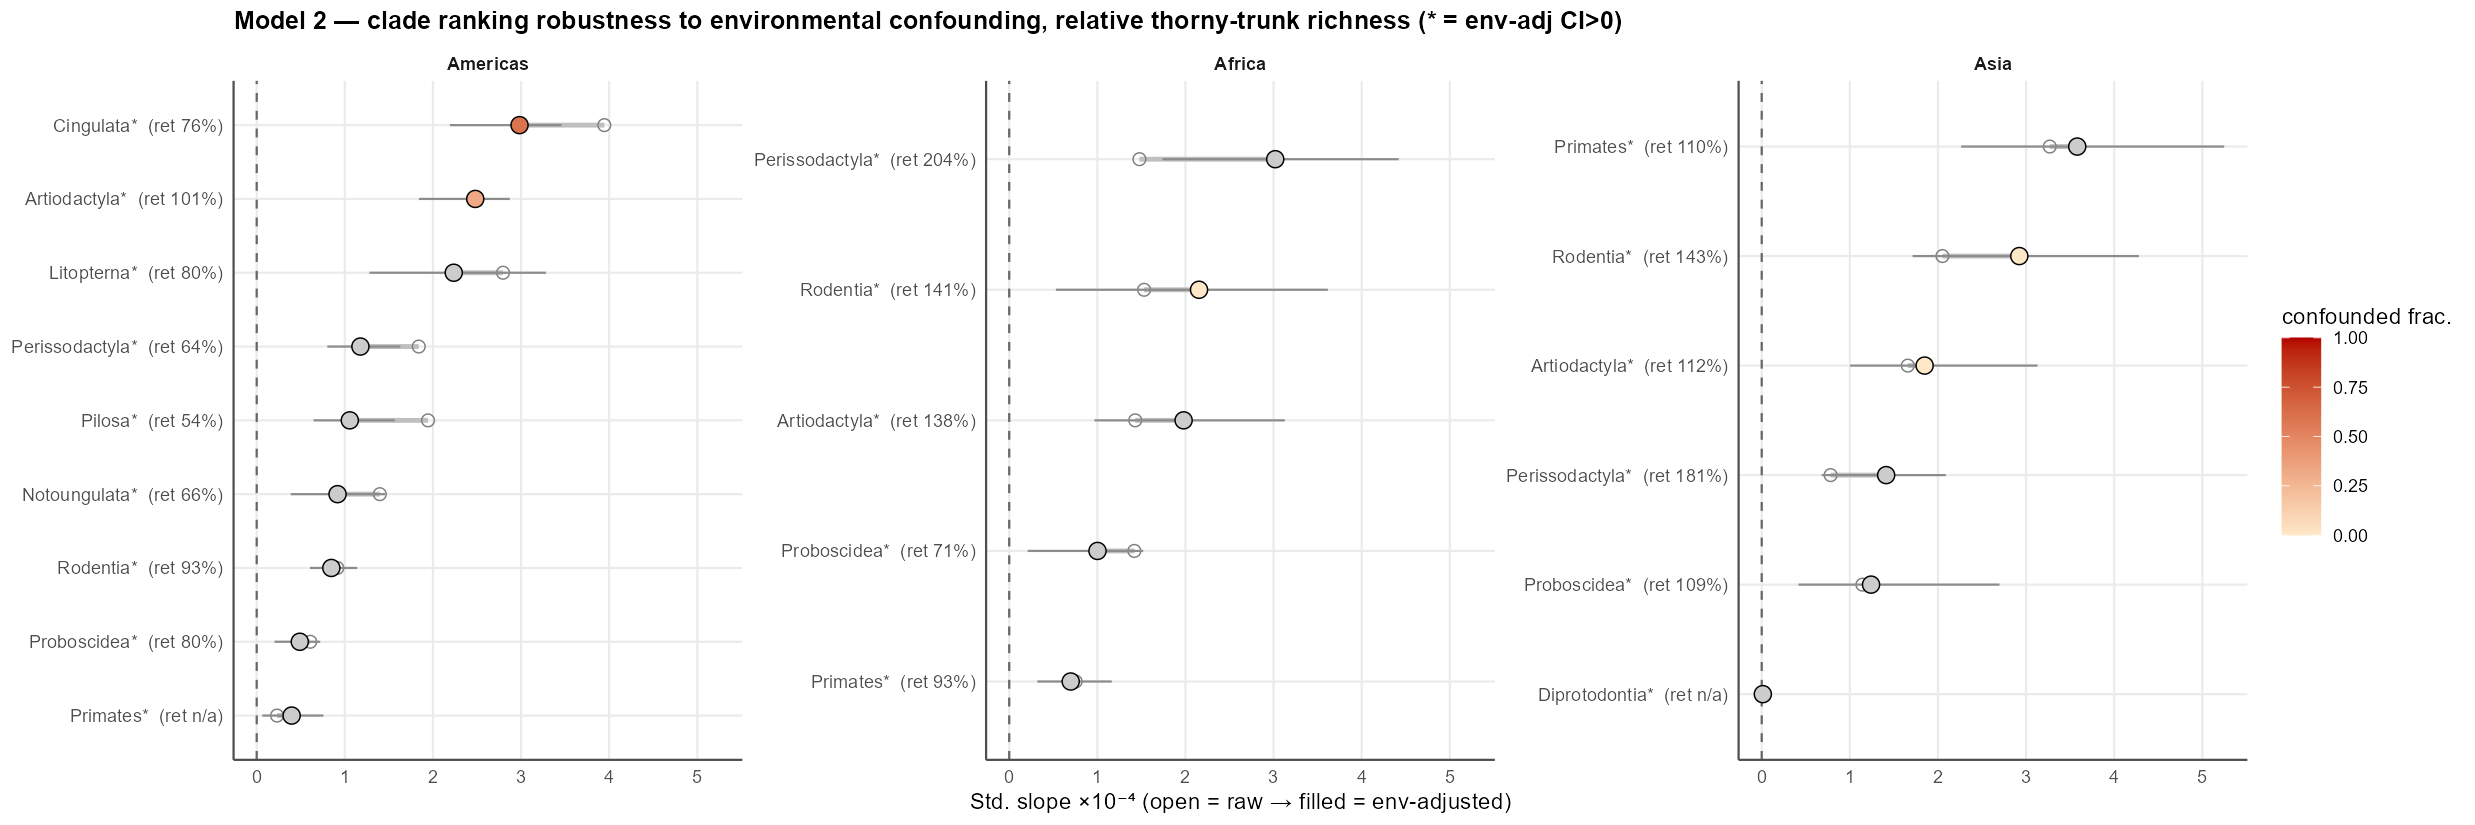 Model 2 — clade ranking robustness to environmental confounding, relative thorny-trunk richness (* = env-adj CI>0)
Americas
Cingulata* (ret 76%)
Artiodactyla* (ret 101%)
Litopterna* (ret 80%)
Perissodactyla* (ret 64%)
Pilosa* (ret 54%)
Notoungulata* (ret 66%)
Rodentia* (ret 93%)
Proboscidea* (ret 80%)
Primates* (ret n/a)
0 1 2 3 4 5
Africa
Perissodactyla* (ret 204%)
Rodentia* (ret 141%)
Artiodactyla* (ret 138%)
Proboscidea* (ret 71%)
Primates* (ret 93%)
0 1 2 3 4 5
Asia
Primates* (ret 110%)
Rodentia* (ret 143%)
Artiodactyla* (ret 112%)
Perissodactyla* (ret 181%)
Proboscidea* (ret 109%)
Diprotodontia* (ret n/a)
0 1 2 3 4 5
Std. slope ×10⁻⁴ (open = raw → filled = env-adjusted)
confounded frac.
1.00
0.75
0.50
0.25
0.00